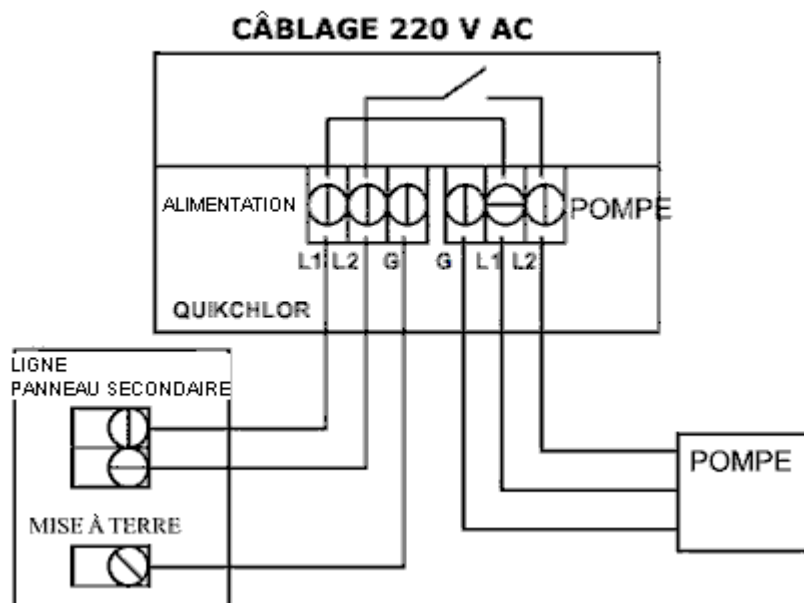 CÂBLAGE 220 V AC
ALIMENTATION
POMPE
L1 L2 G G L1 L2
QUIKCHLOR
LIGNE
PANNEAU SECONDAIRE
POMPE
MISE À TERRE